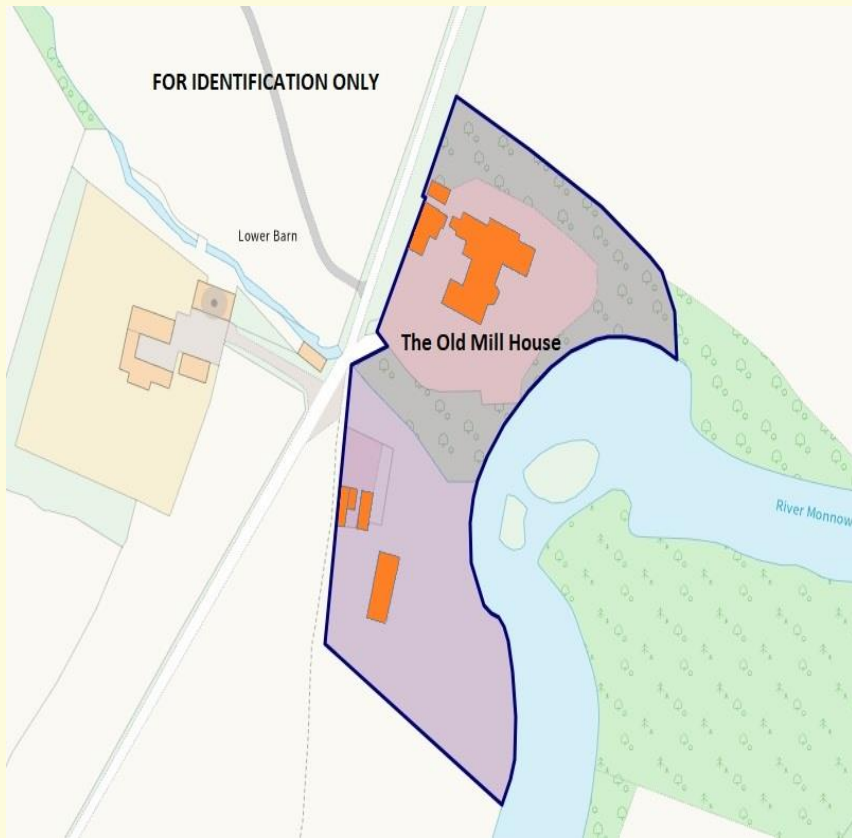 FOR IDENTIFICATION ONLY
Lower Barn
The Old Mill House
River Monnow